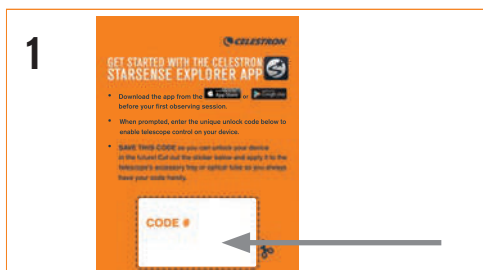 1
CELESTRON
GET STARTED WITH THE CELESTRON
STARSENSE EXPLORER APP
• Download the app from the App Store or Google play
before your first observing session.
• When prompted, enter the unique unlock code below to
enable telescope control on your device.
• SAVE THIS CODE so you can unlock your device
in the future! Cut out the sticker below and apply it to the
telescope's accessory tray or optical tube so you always
have your code handy.
CODE #